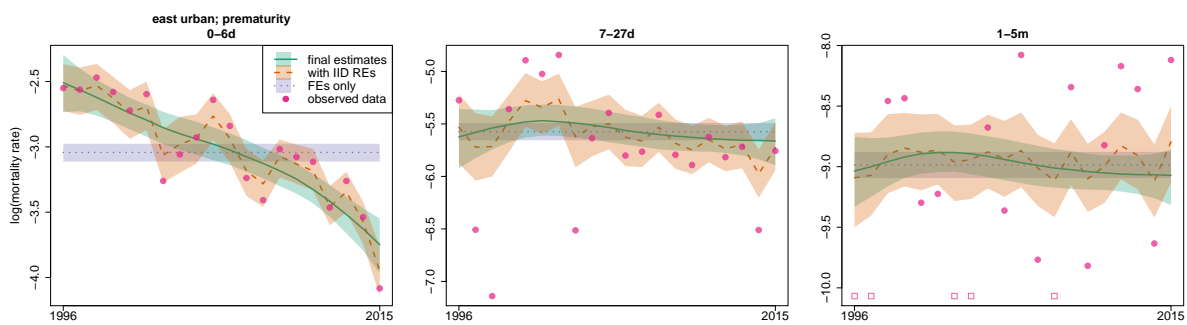 east urban; prematurity
0−6d
7−27d
1−5m
log(mortality rate)
−2.5
−3.0
−3.5
−4.0
1996
2015
final estimates
with IID REs
FEs only
observed data
−5.0
−5.5
−6.0
−6.5
−7.0
1996
2015
−8.0
−8.5
−9.0
−9.5
−10.0
1996
2015